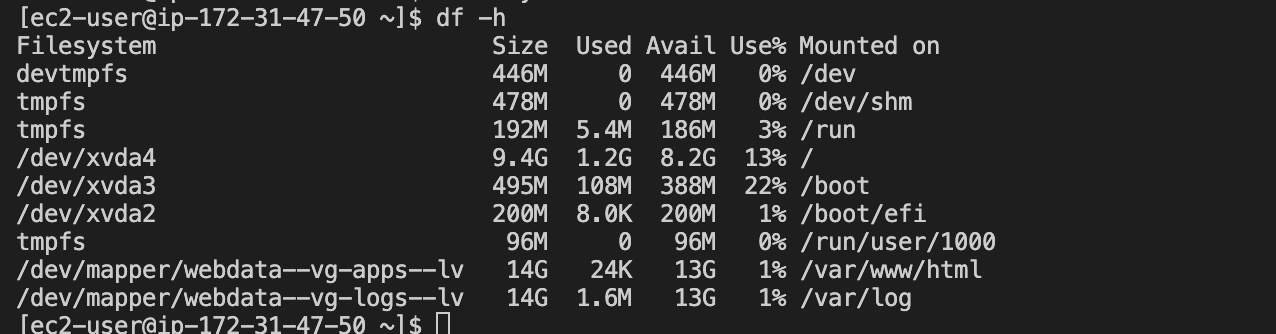 [ec2-user@ip-172-31-47-50 ~]$ df -h
Filesystem                        Size  Used Avail Use% Mounted on
devtmpfs                          446M     0  446M   0% /dev
tmpfs                             478M     0  478M   0% /dev/shm
tmpfs                             192M  5.4M  186M   3% /run
/dev/xvda4                        9.4G  1.2G  8.2G  13% /
/dev/xvda3                        495M  108M  388M  22% /boot
/dev/xvda2                        200M  8.0K  200M   1% /boot/efi
tmpfs                              96M     0   96M   0% /run/user/1000
/dev/mapper/webdata--vg-apps--lv   14G   24K   13G   1% /var/www/html
/dev/mapper/webdata--vg-logs--lv   14G  1.6M   13G   1% /var/log
[ec2-user@ip-172-31-47-50 ~]$